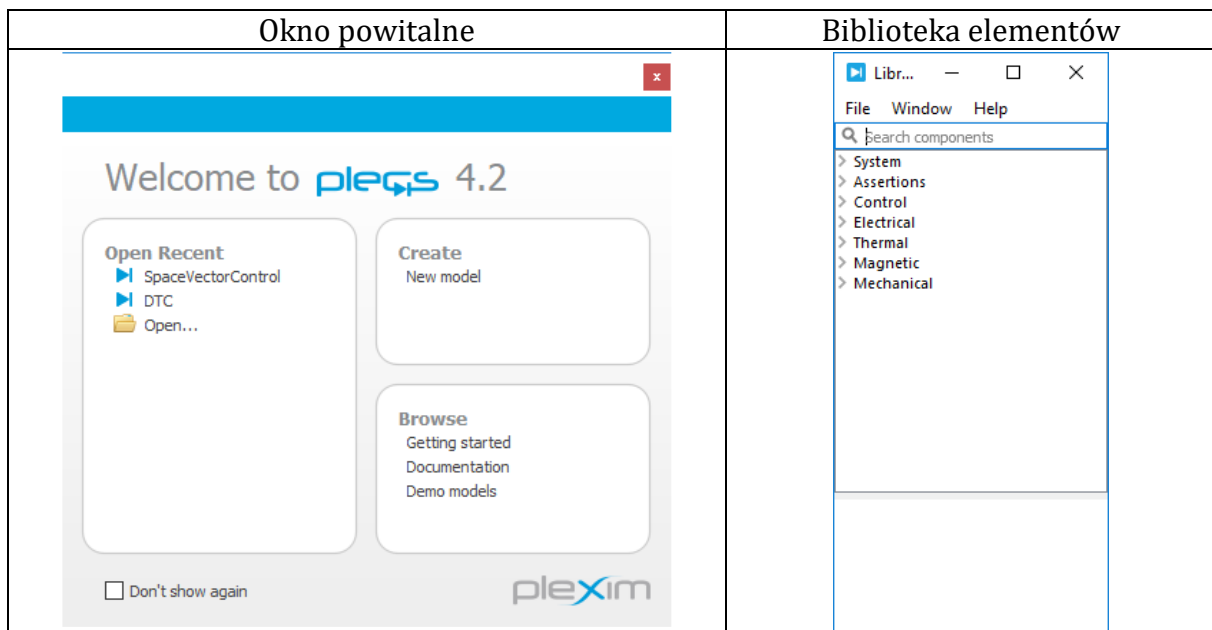 Okno powitalne
Biblioteka elementów
x
Welcome to plecs 4.2
Open Recent
SpaceVectorControl
DTC
Open...
Create
New model
Browse
Getting started
Documentation
Demo models
Don't show again
plexim
Libr...
File Window Help
Search components
System
Assertions
Control
Electrical
Thermal
Magnetic
Mechanical